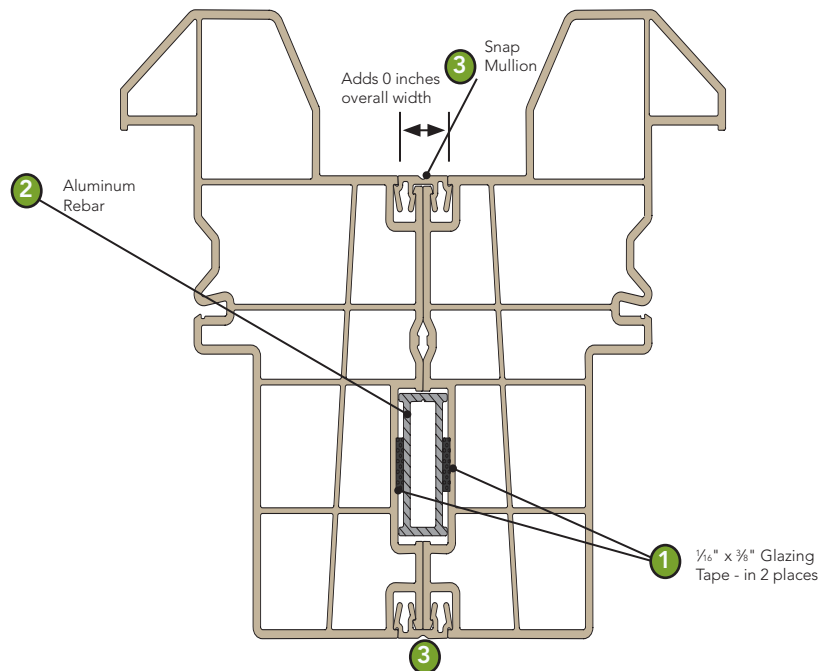 3
Snap
Mullion
Adds 0 inches
overall width
2
Aluminum
Rebar
1
1⁄16" x 3⁄8" Glazing
Tape - in 2 places
3